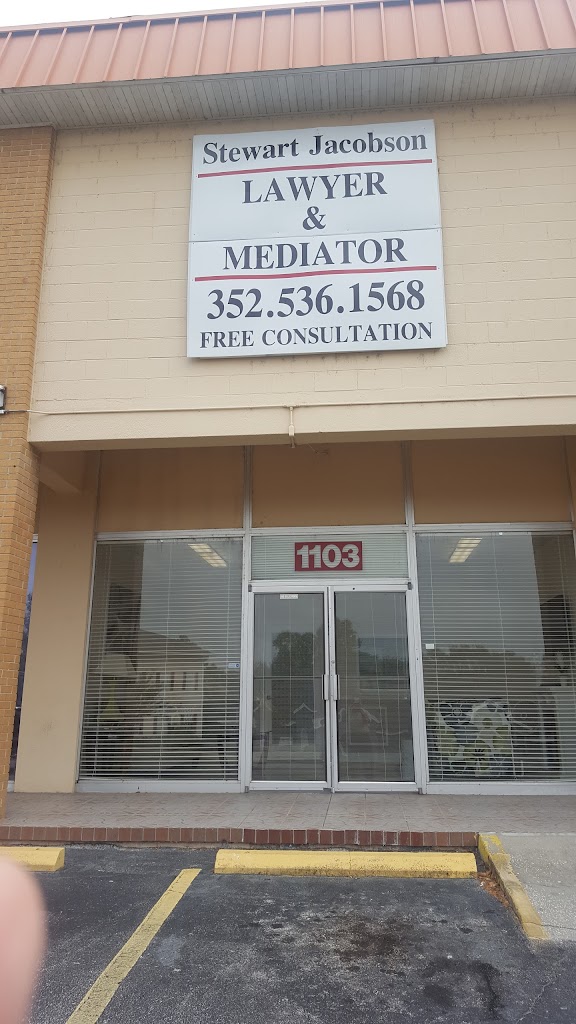 Stewart Jacobson
LAWYER
&
MEDIATOR
352.536.1568
FREE CONSULTATION
1103